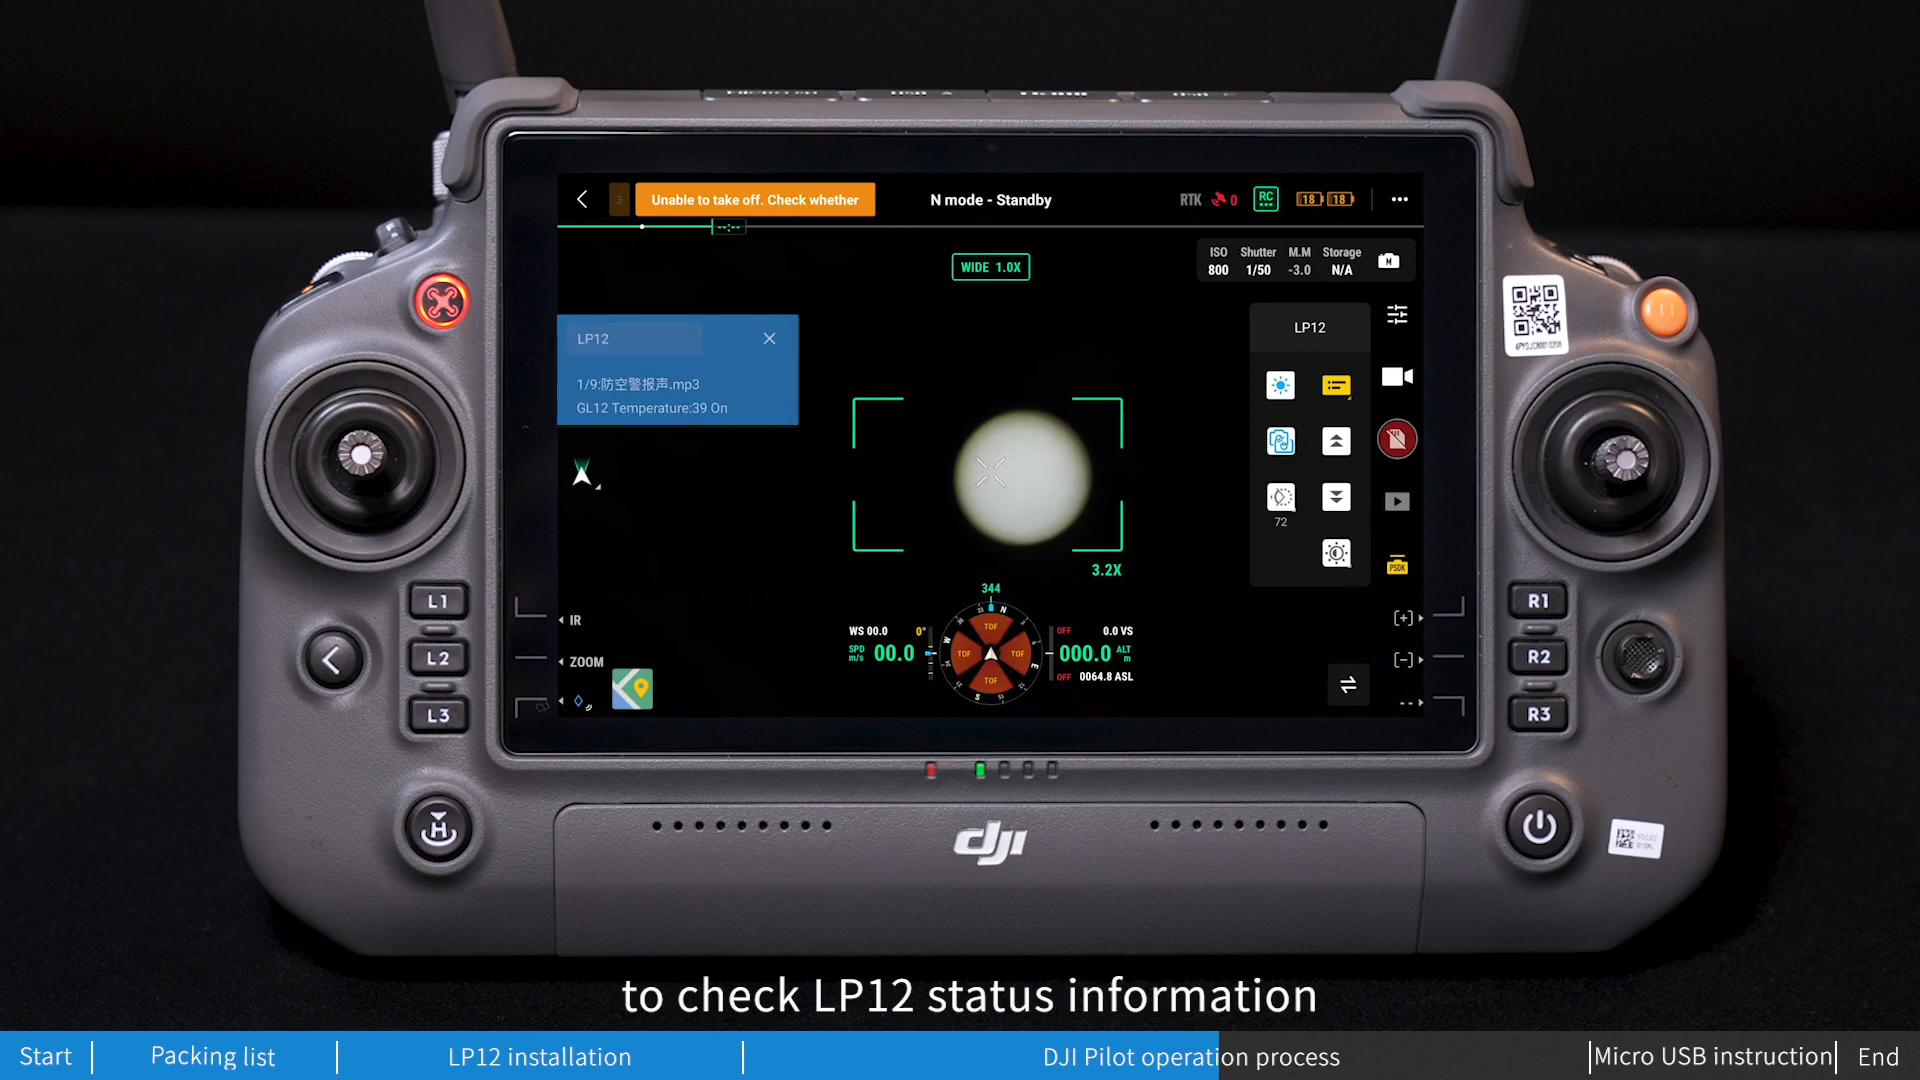 Unable to take off. Check whether
N mode - Standby
RTK
0
RC
18
18
ISO
800
Shutter
1/50
M.M
-3.0
Storage
N/A
M
WIDE 1.0X
LP12
1/9:防空警报声.mp3
GL12 Temperature:39 On
LP12
72
PSDK
3.2X
344
WS 00.0
0°
SPD
m/s
00.0
N
E
S
W
TOF
TOF
TOF
TOF
OFF
0.0 VS
000.0
ALT
m
OFF
0064.8 ASL
IR
ZOOM
[+]
[-]
--
L1
L2
L3
R1
R2
R3
H
4PYDJC80010208
dji
to check LP12 status information
Start
Packing list
LP12 installation
DJI Pilot operation process
Micro USB instruction
End